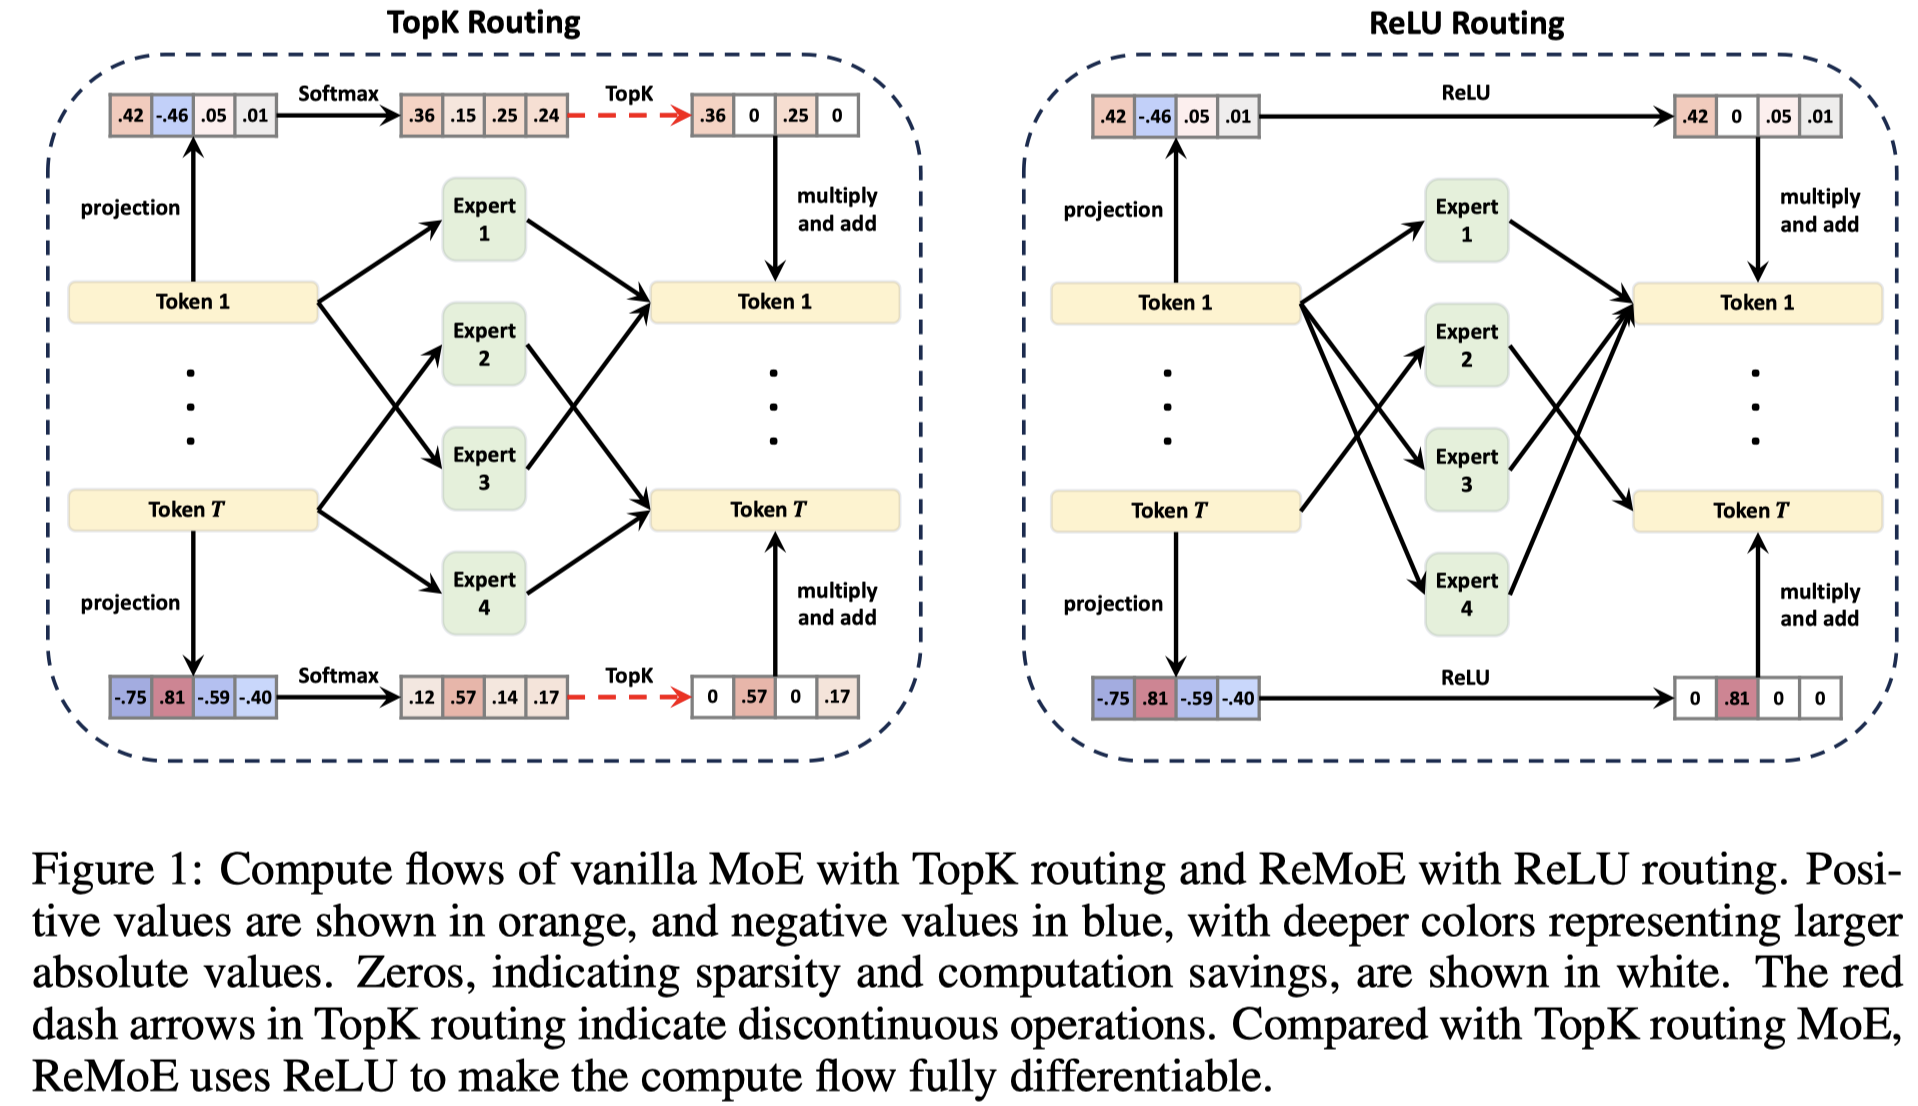 TopK Routing
.42 -.46 .05 .01
Softmax
.36 .15 .25 .24
TopK
.36 0 .25 0
projection
multiply
and add
Expert
1
Token 1
Token 1
Expert
2
Expert
3
Token T
Token T
Expert
4
projection
multiply
and add
-.75 .81 -.59 -.40
Softmax
.12 .57 .14 .17
TopK
0 .57 0 .17
ReLU Routing
.42 -.46 .05 .01
ReLU
.42 0 .05 .01
projection
multiply
and add
Expert
1
Token 1
Token 1
Expert
2
Expert
3
Token T
Token T
Expert
4
projection
multiply
and add
-.75 .81 -.59 -.40
ReLU
0 .81 0 0
Figure 1: Compute flows of vanilla MoE with TopK routing and ReMoE with ReLU routing. Posi-
tive values are shown in orange, and negative values in blue, with deeper colors representing larger
absolute values. Zeros, indicating sparsity and computation savings, are shown in white. The red
dash arrows in TopK routing indicate discontinuous operations. Compared with TopK routing MoE,
ReMoE uses ReLU to make the compute flow fully differentiable.